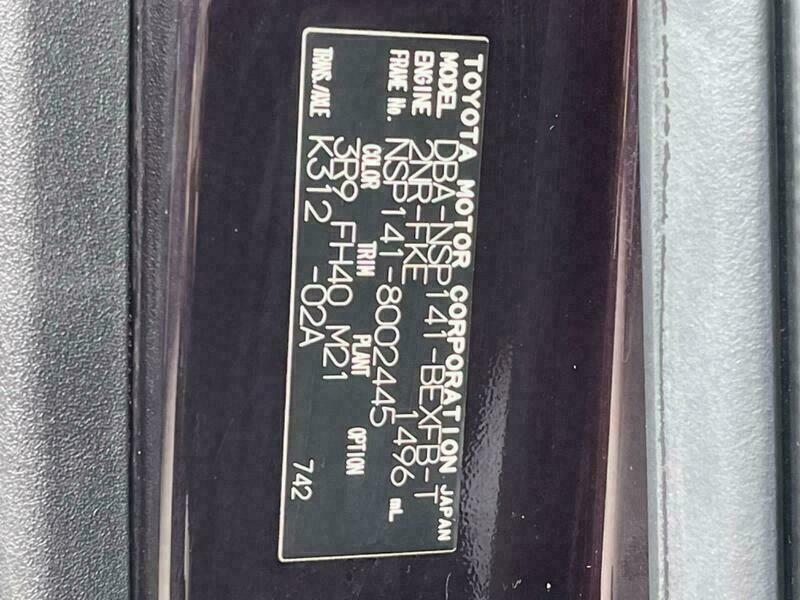 TOYOTA MOTOR CORPORATION JAPAN
MODEL DBA-NSP141-BEXFB-T
ENGINE 2NR-FKE 1496 mL
FRAME No. NSP141-8002445
COLOR TRIM PLANT OPTION
3R9 FH40 M21
TRANS./AXLE K312 -02A 742